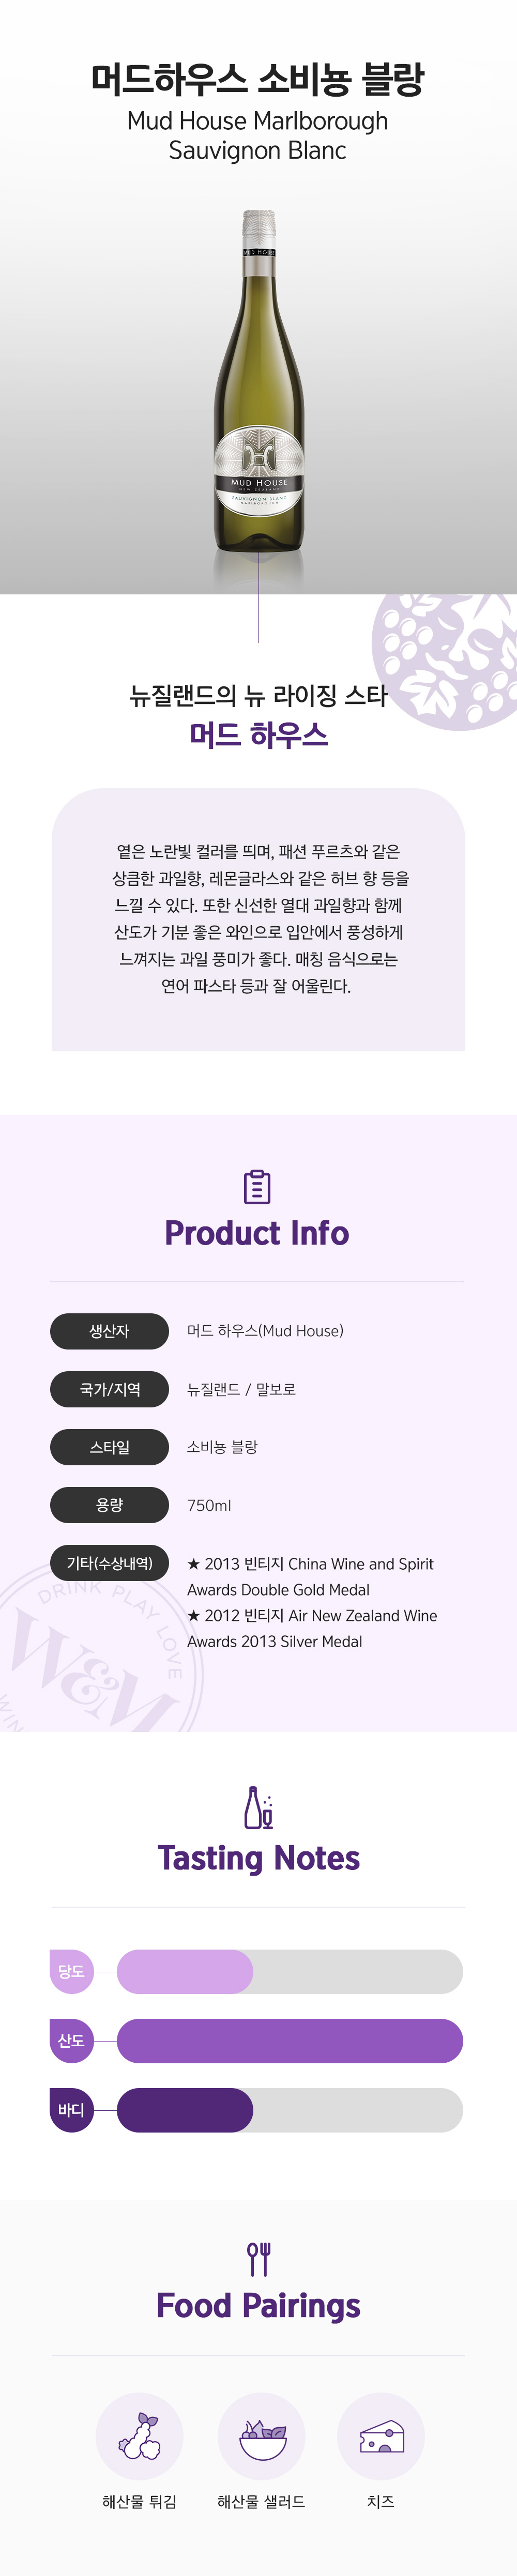 머드하우스 소비뇽 블랑
Mud House Marlborough
Sauvignon Blanc
MUD HOUSE
MUD HOUSE
NEW ZEALAND
SAUVIGNON BLANC
MARLBOROUGH
뉴질랜드의 뉴 라이징 스타
머드 하우스
옅은 노란빛 컬러를 띄며, 패션 푸르츠와 같은
상큼한 과일향, 레몬글라스와 같은 허브 향 등을
느낄 수 있다. 또한 신선한 열대 과일향과 함께
산도가 기분 좋은 와인으로 입안에서 풍성하게
느껴지는 과일 풍미가 좋다. 매칭 음식으로는
연어 파스타 등과 잘 어울린다.
Product Info
생산자 머드 하우스(Mud House)
국가/지역 뉴질랜드 / 말보로
스타일 소비뇽 블랑
용량 750ml
기타(수상내역) ★ 2013 빈티지 China Wine and Spirit
Awards Double Gold Medal
★ 2012 빈티지 Air New Zealand Wine
Awards 2013 Silver Medal
DRINK PLAY LOVE
W&M
WIN
Tasting Notes
당도
산도
바디
Food Pairings
해산물 튀김 해산물 샐러드 치즈